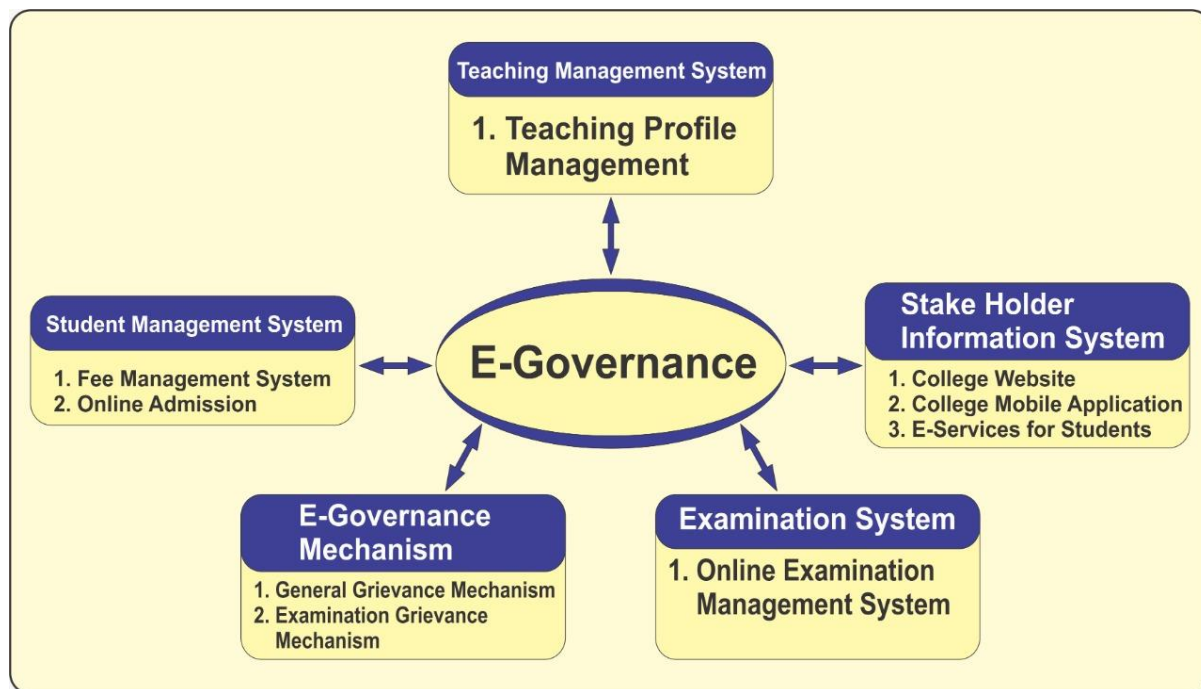 Teaching Management System
1. Teaching Profile
Management
Student Management System
1. Fee Management System
2. Online Admission
E-Governance
Stake Holder
Information System
1. College Website
2. College Mobile Application
3. E-Services for Students
E-Governance
Mechanism
1. General Grievance Mechanism
2. Examination Grievance
Mechanism
Examination System
1. Online Examination
Management System